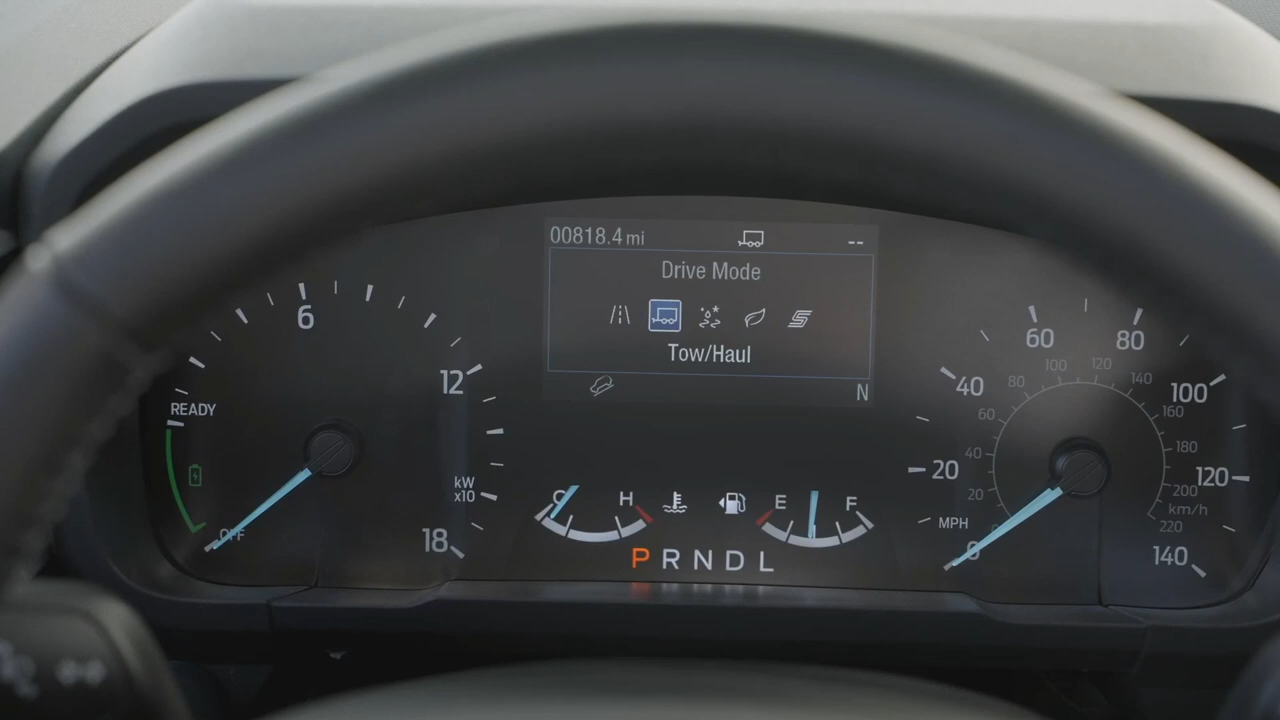 00818.4 mi --
Drive Mode
Tow/Haul
N
READY
OFF
6
12
18
kW
x10
C H
E F
P R N D L
MPH
0
20
40
60
80
100
120
140
20
40
60
80
100
120
140
160
180
200
220
km/h